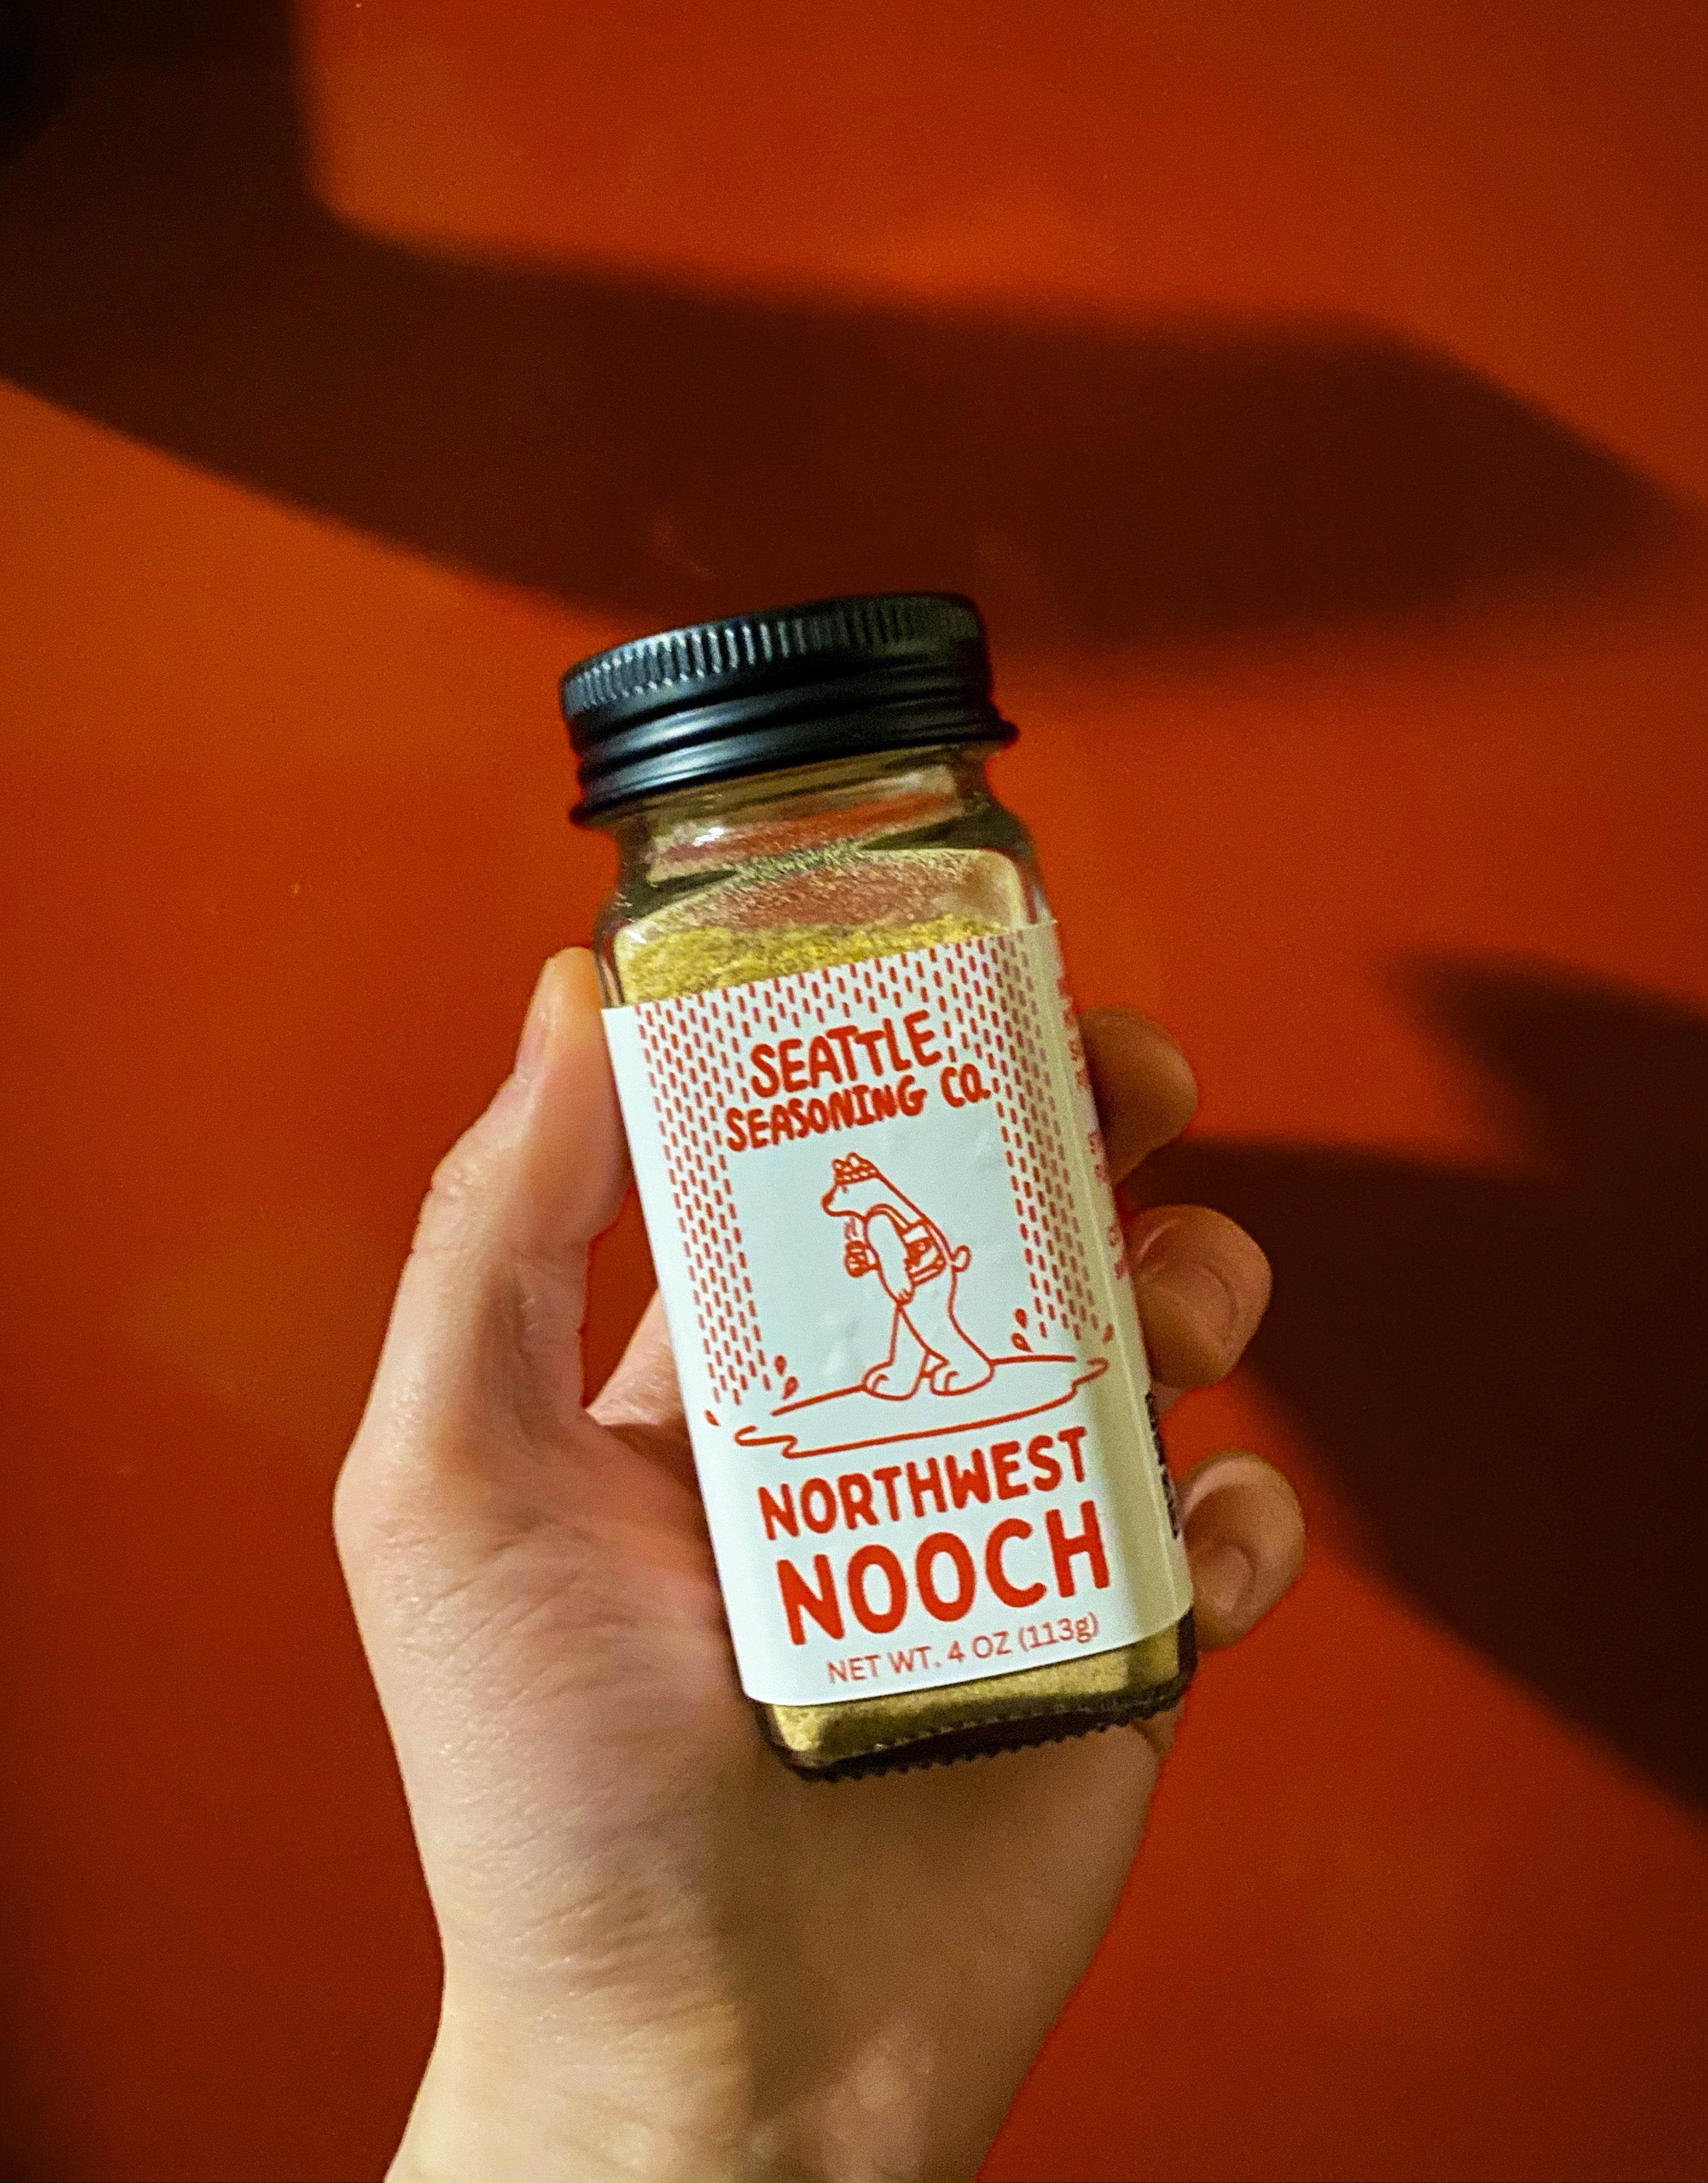 SEATTLE
SEASONING CO.
NORTHWEST
NOOCH
NET WT. 4 OZ (113g)